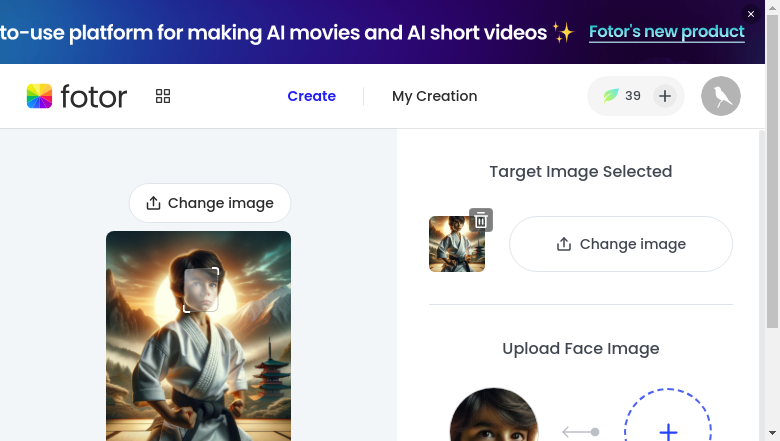 to-use platform for making AI movies and AI short videos ✨ Fotor's new product
fotor
Create
My Creation
39
Target Image Selected
Change image
Change image
Upload Face Image